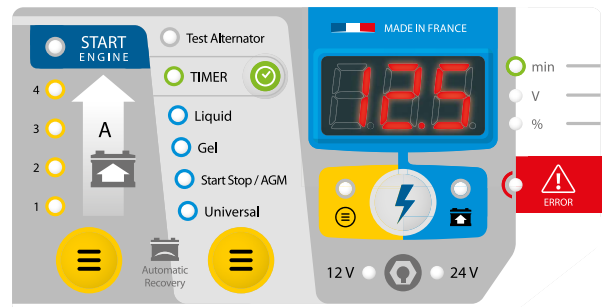 START
ENGINE
4
3
2
1
A
Test Alternator
TIMER
Liquid
Gel
Start Stop / AGM
Universal
Automatic
Recovery
MADE IN FRANCE
12.5
min
V
%
ERROR
12 V
24 V